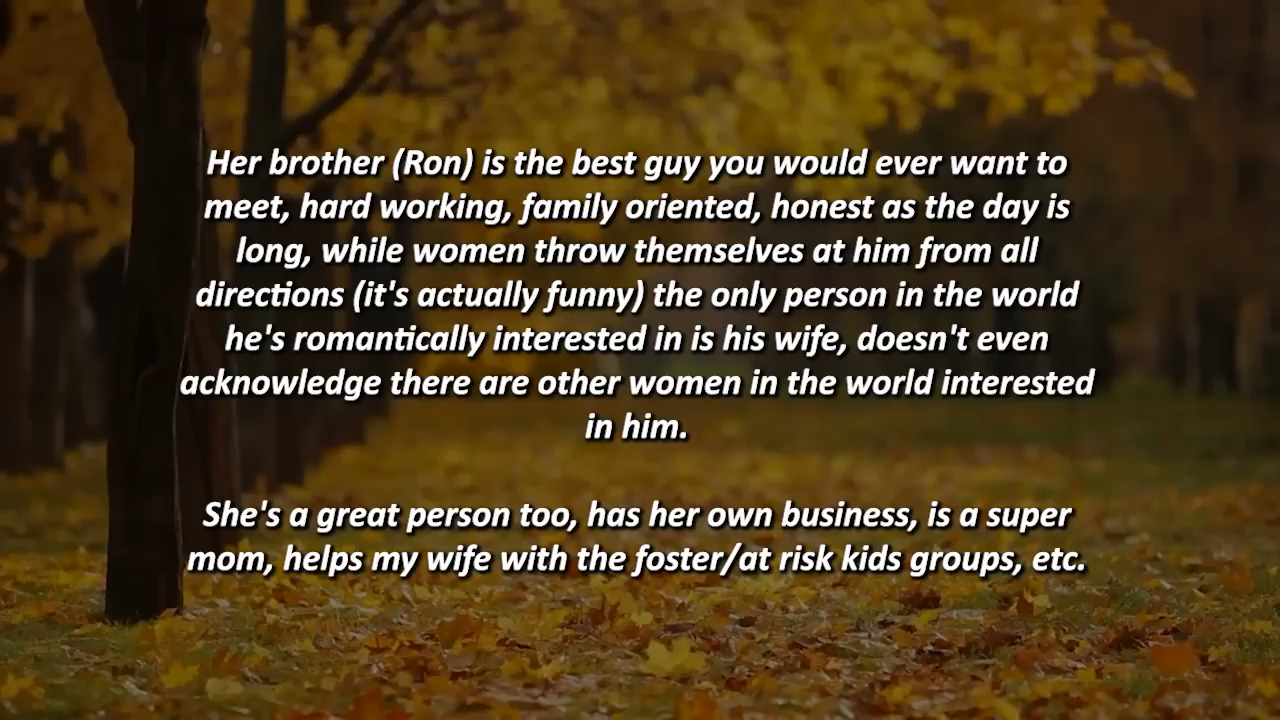 Her brother (Ron) is the best guy you would ever want to
meet, hard working, family oriented, honest as the day is
long, while women throw themselves at him from all
directions (it's actually funny) the only person in the world
he's romantically interested in is his wife, doesn't even
acknowledge there are other women in the world interested
in him.
She's a great person too, has her own business, is a super
mom, helps my wife with the foster/at risk kids groups, etc.